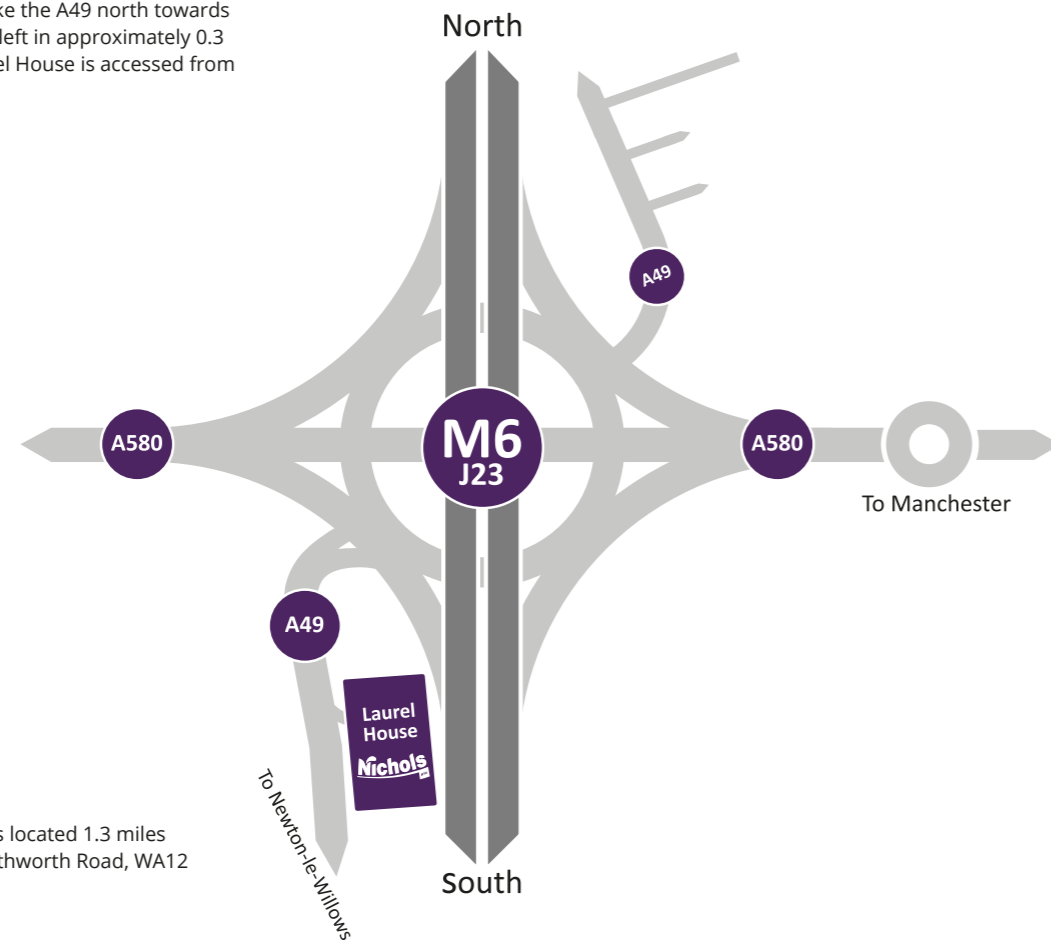 ke the A49 north towards
left in approximately 0.3
el House is accessed from
North
A49
A580
M6
J23
A580
To Manchester
A49
Laurel
House
Nichols
To Newton-le-Willows
s located 1.3 miles
thworth Road, WA12
South